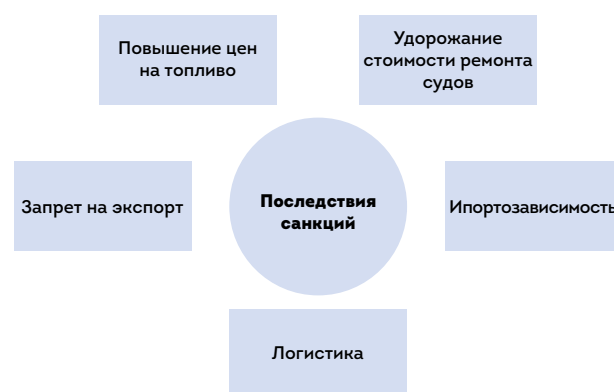 Повышение цен
на топливо
Удорожание
стоимости ремонта
судов
Запрет на экспорт
Последствия
санкций
Ипортозависимость
Логистика